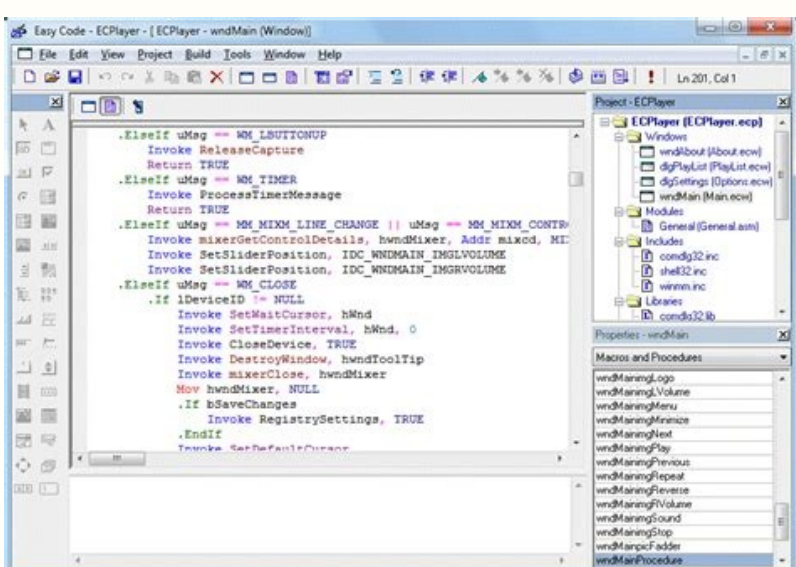 Easy Code - ECPlayer - [ ECPlayer - wndMain (Window)]
File Edit View Project Build Tools Window Help
Ln 201, Col 1
.ElseIf uMsg == WM_LBUTTONUP
Invoke ReleaseCapture
Return TRUE
.ElseIf uMsg == WM_TIMER
Invoke ProcessTimerMessage
Return TRUE
.ElseIf uMsg == MM_MIXM_LINE_CHANGE || uMsg == MM_MIXM_CONTR
Invoke mixerGetControlDetails, hwndMixer, Addr mixcd, MI
Invoke SetSliderPosition, IDC_WNDMAIN_IMGLVOLUME
Invoke SetSliderPosition, IDC_WNDMAIN_IMGRVOLUME
.ElseIf uMsg == WM_CLOSE
.If lDeviceID != NULL
Invoke SetWaitCursor, hWnd
Invoke SetTimerInterval, hWnd, 0
Invoke CloseDevice, TRUE
Invoke DestroyWindow, hwndToolTip
Invoke mixerClose, hwndMixer
Mov hwndMixer, NULL
.If bSaveChanges
Invoke RegistrySettings, TRUE
.EndIf
Invoke SetDefaultCursor
Project - ECPlayer
ECPlayer (ECPlayer.ecp)
Windows
wndAbout (About.ecw)
dlgPlayList (PlayList.ecw)
dlgSettings (Options.ecw)
wndMain (Main.ecw)
Modules
General (General.asm)
Includes
comdlg32.inc
shell32.inc
winmm.inc
Libraries
comdlg32.lib
Properties - wndMain
Macros and Procedures
wndMainimgLogo
wndMainimgLVolume
wndMainimgMenu
wndMainimgMinimize
wndMainimgNext
wndMainimgPlay
wndMainimgPrevious
wndMainimgRepeat
wndMainimgReverse
wndMainimgRVolume
wndMainimgSound
wndMainimgStop
wndMainpicFadder
wndMainProcedure